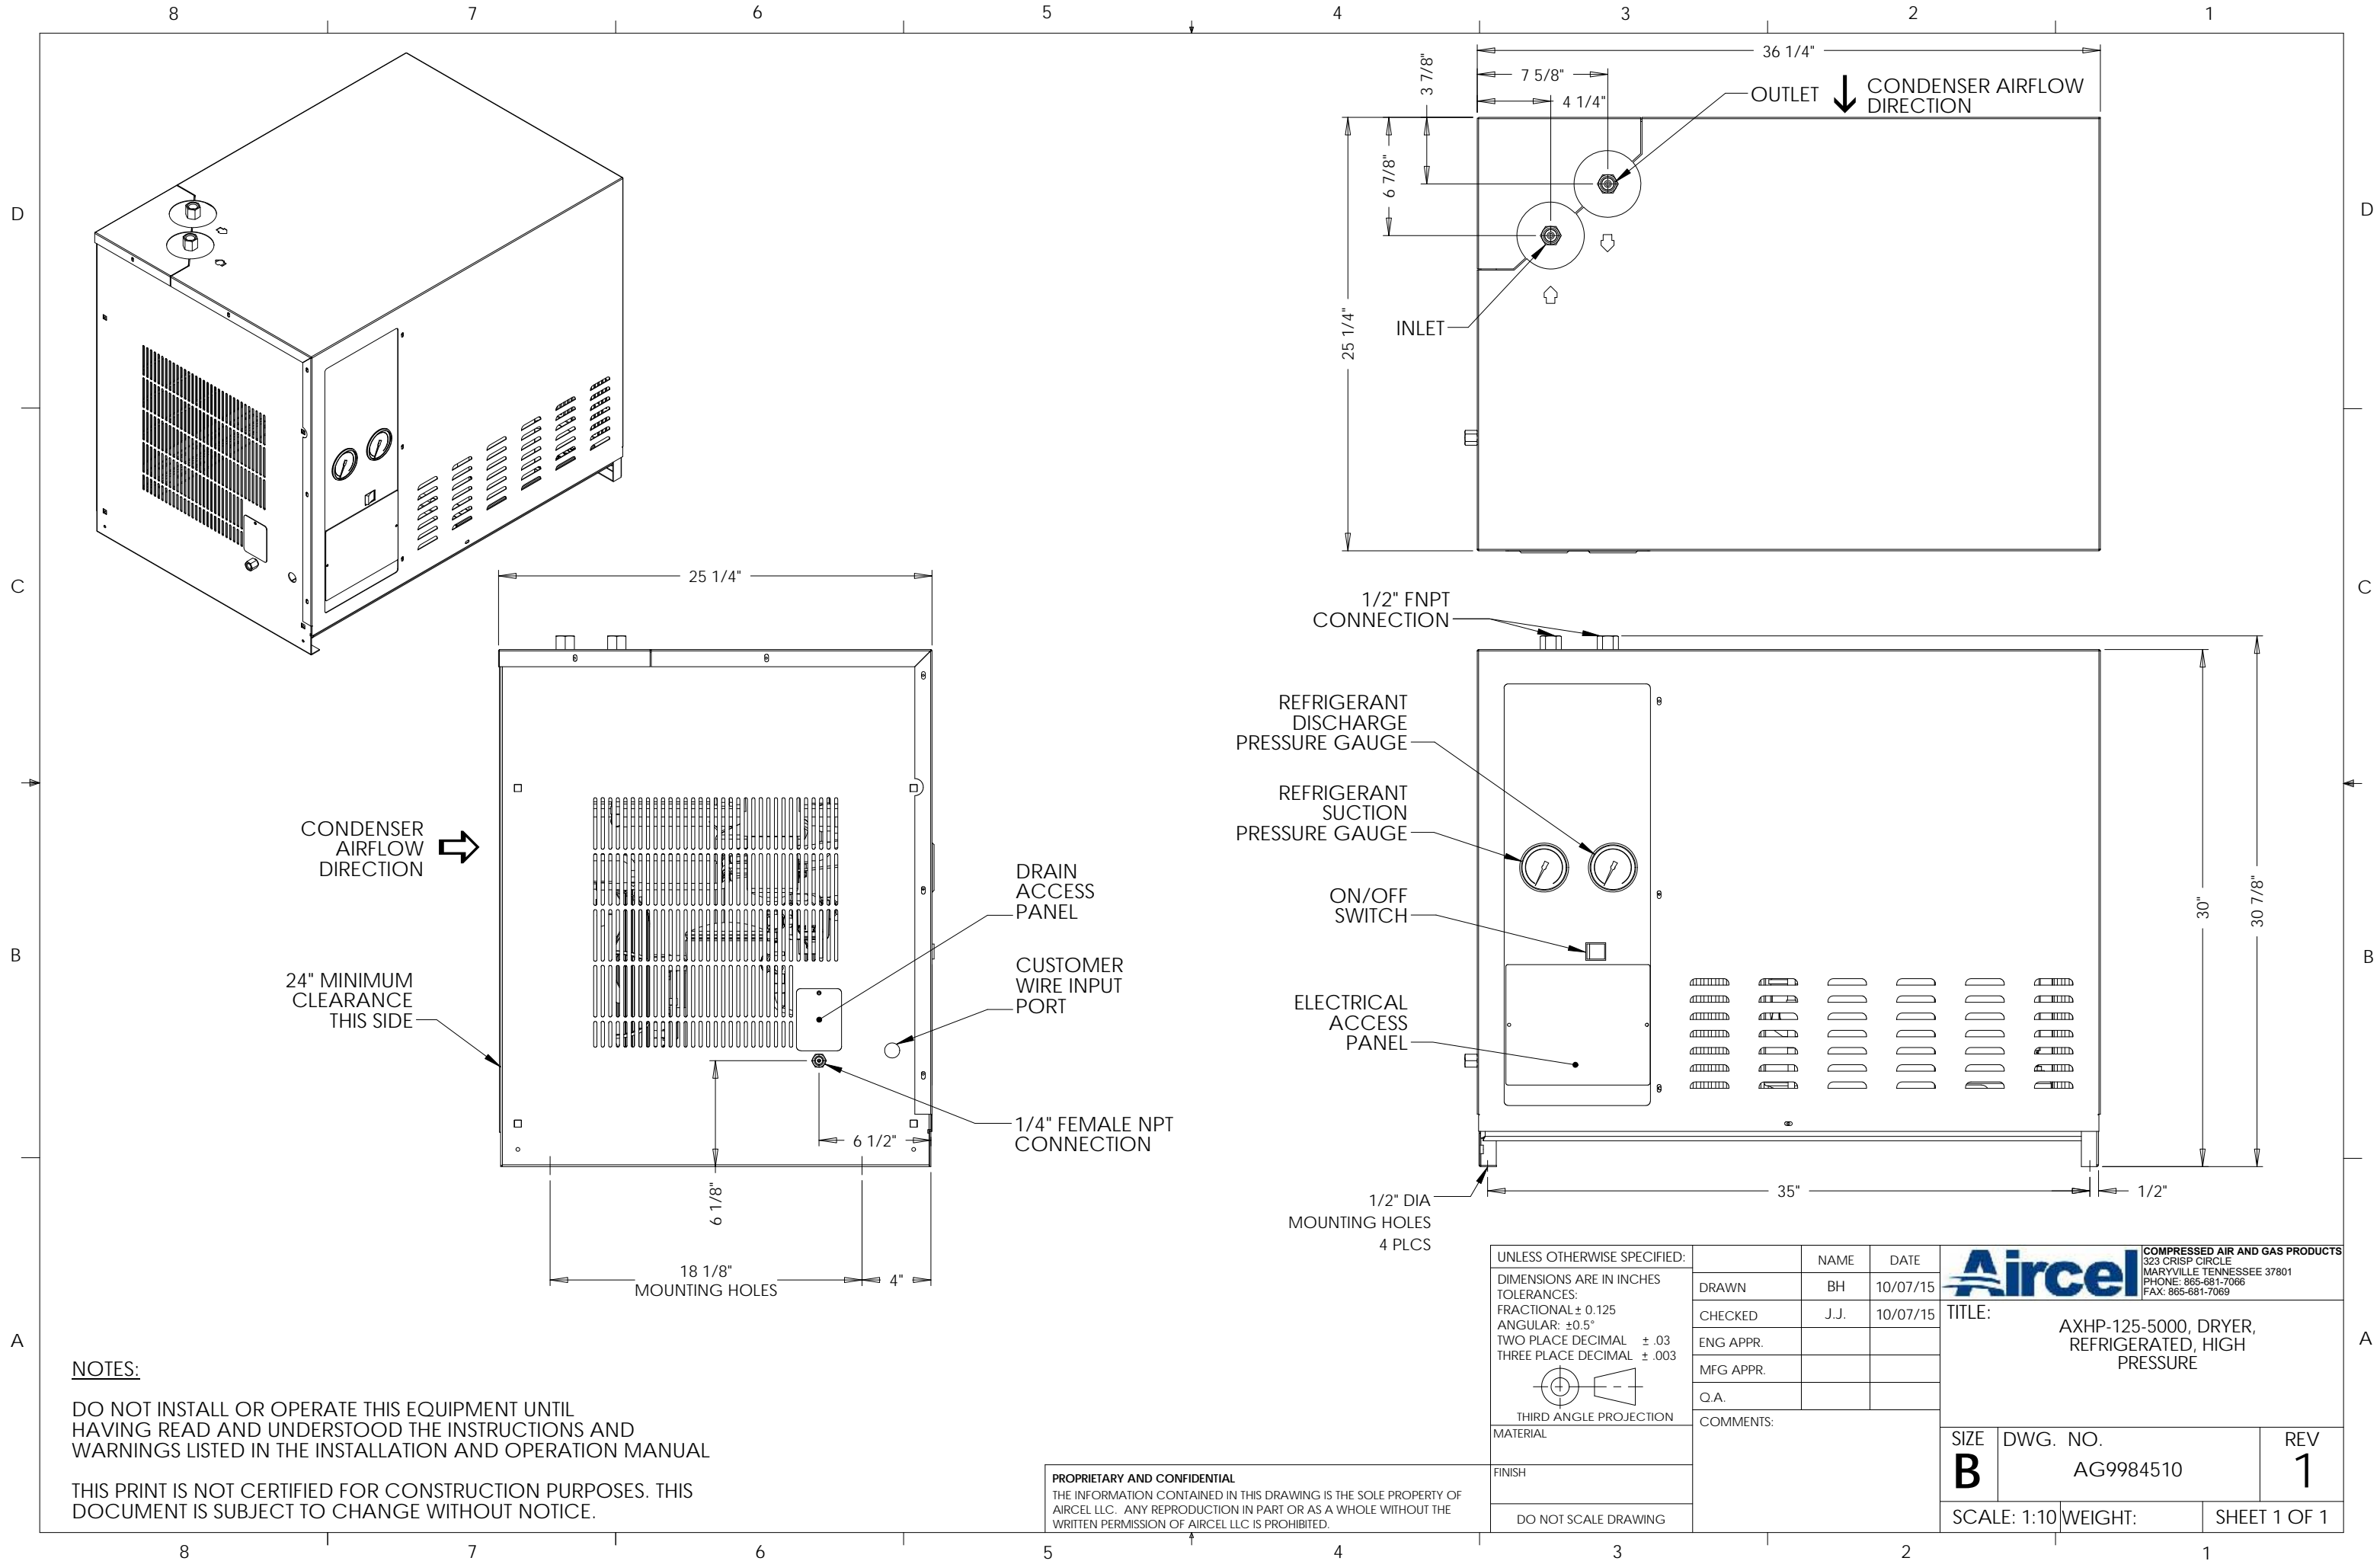 8 7 6 5 4 3 2 1
D
D
C
C
B
B
A
A
36 1/4"
7 5/8"
4 1/4"
3 7/8"
6 7/8"
25 1/4"
OUTLET
CONDENSER AIRFLOW
DIRECTION
INLET
25 1/4"
CONDENSER
AIRFLOW
DIRECTION
24" MINIMUM
CLEARANCE
THIS SIDE
DRAIN
ACCESS
PANEL
CUSTOMER
WIRE INPUT
PORT
1/4" FEMALE NPT
CONNECTION
6 1/2"
6 1/8"
18 1/8"
MOUNTING HOLES
4"
1/2" FNPT
CONNECTION
REFRIGERANT
DISCHARGE
PRESSURE GAUGE
REFRIGERANT
SUCTION
PRESSURE GAUGE
ON/OFF
SWITCH
ELECTRICAL
ACCESS
PANEL
30"
30 7/8"
35"
1/2"
1/2" DIA
MOUNTING HOLES
4 PLCS
NOTES:
DO NOT INSTALL OR OPERATE THIS EQUIPMENT UNTIL
HAVING READ AND UNDERSTOOD THE INSTRUCTIONS AND
WARNINGS LISTED IN THE INSTALLATION AND OPERATION MANUAL
THIS PRINT IS NOT CERTIFIED FOR CONSTRUCTION PURPOSES. THIS
DOCUMENT IS SUBJECT TO CHANGE WITHOUT NOTICE.
PROPRIETARY AND CONFIDENTIAL
THE INFORMATION CONTAINED IN THIS DRAWING IS THE SOLE PROPERTY OF
AIRCEL LLC. ANY REPRODUCTION IN PART OR AS A WHOLE WITHOUT THE
WRITTEN PERMISSION OF AIRCEL LLC IS PROHIBITED.
UNLESS OTHERWISE SPECIFIED:
DIMENSIONS ARE IN INCHES
TOLERANCES:
FRACTIONAL ± 0.125
ANGULAR: ±0.5°
TWO PLACE DECIMAL ± .03
THREE PLACE DECIMAL ± .003
THIRD ANGLE PROJECTION
MATERIAL
FINISH
DO NOT SCALE DRAWING
NAME DATE
DRAWN BH 10/07/15
CHECKED J.J. 10/07/15
ENG APPR.
MFG APPR.
Q.A.
COMMENTS:
Aircel
COMPRESSED AIR AND GAS PRODUCTS
323 CRISP CIRCLE
MARYVILLE TENNESSEE 37801
PHONE: 865-681-7066
FAX: 865-681-7069
TITLE:
AXHP-125-5000, DRYER,
REFRIGERATED, HIGH
PRESSURE
SIZE
B
DWG. NO.
AG9984510
REV
1
SCALE: 1:10 WEIGHT: SHEET 1 OF 1
8 7 6 5 4 3 2 1